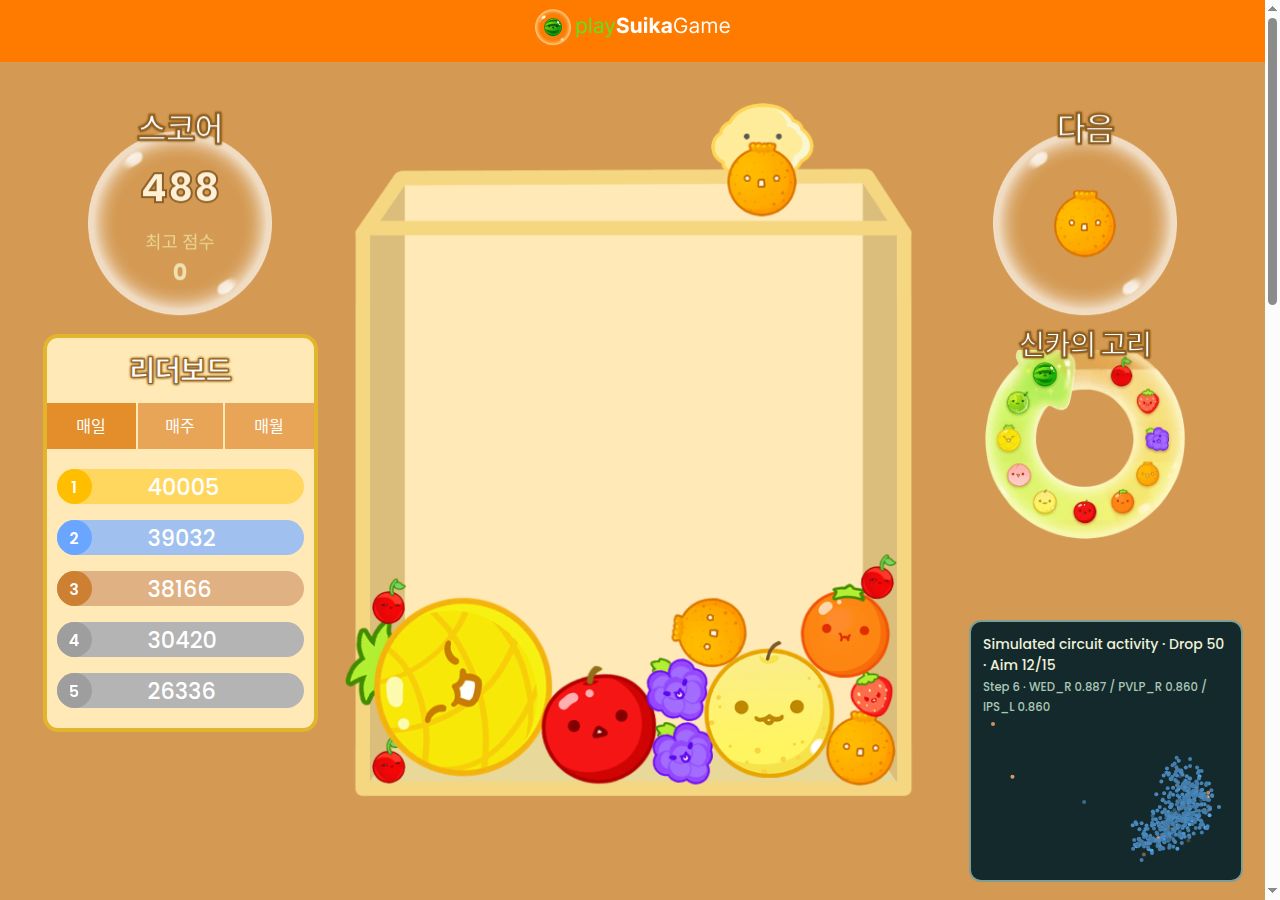 playSuikaGame
스코어
488
최고 점수
0
다음
신카의 고리
리더보드
매일 매주 매월
1 40005
2 39032
3 38166
4 30420
5 26336
Simulated circuit activity · Drop 50
· Aim 12/15
Step 6 · WED_R 0.887 / PVLP_R 0.860 /
IPS_L 0.860